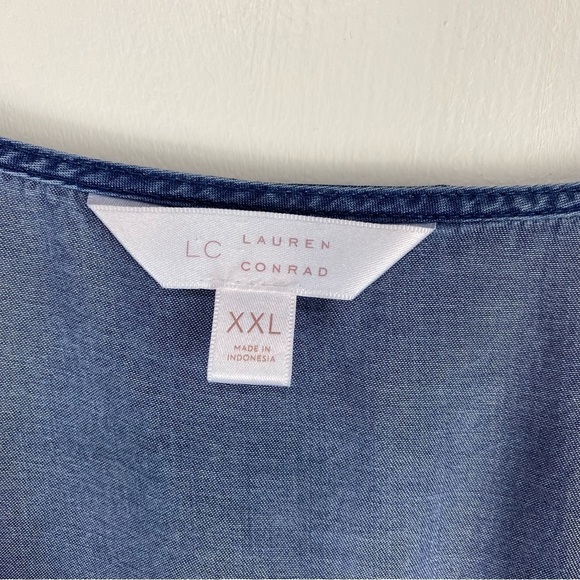 LC LAUREN
CONRAD
XXL
MADE IN
INDONESIA